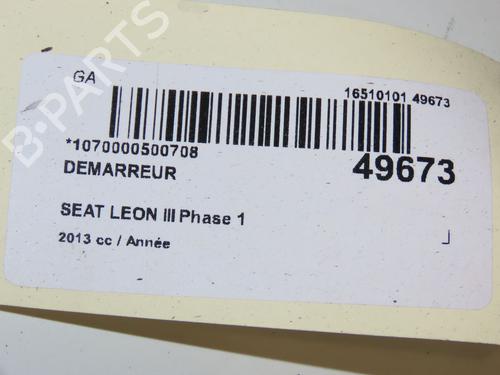 GA
16510101 49673
*1070000500708
49673
DEMARREUR
SEAT LEON III Phase 1
2013 cc / Année
B-PARTS